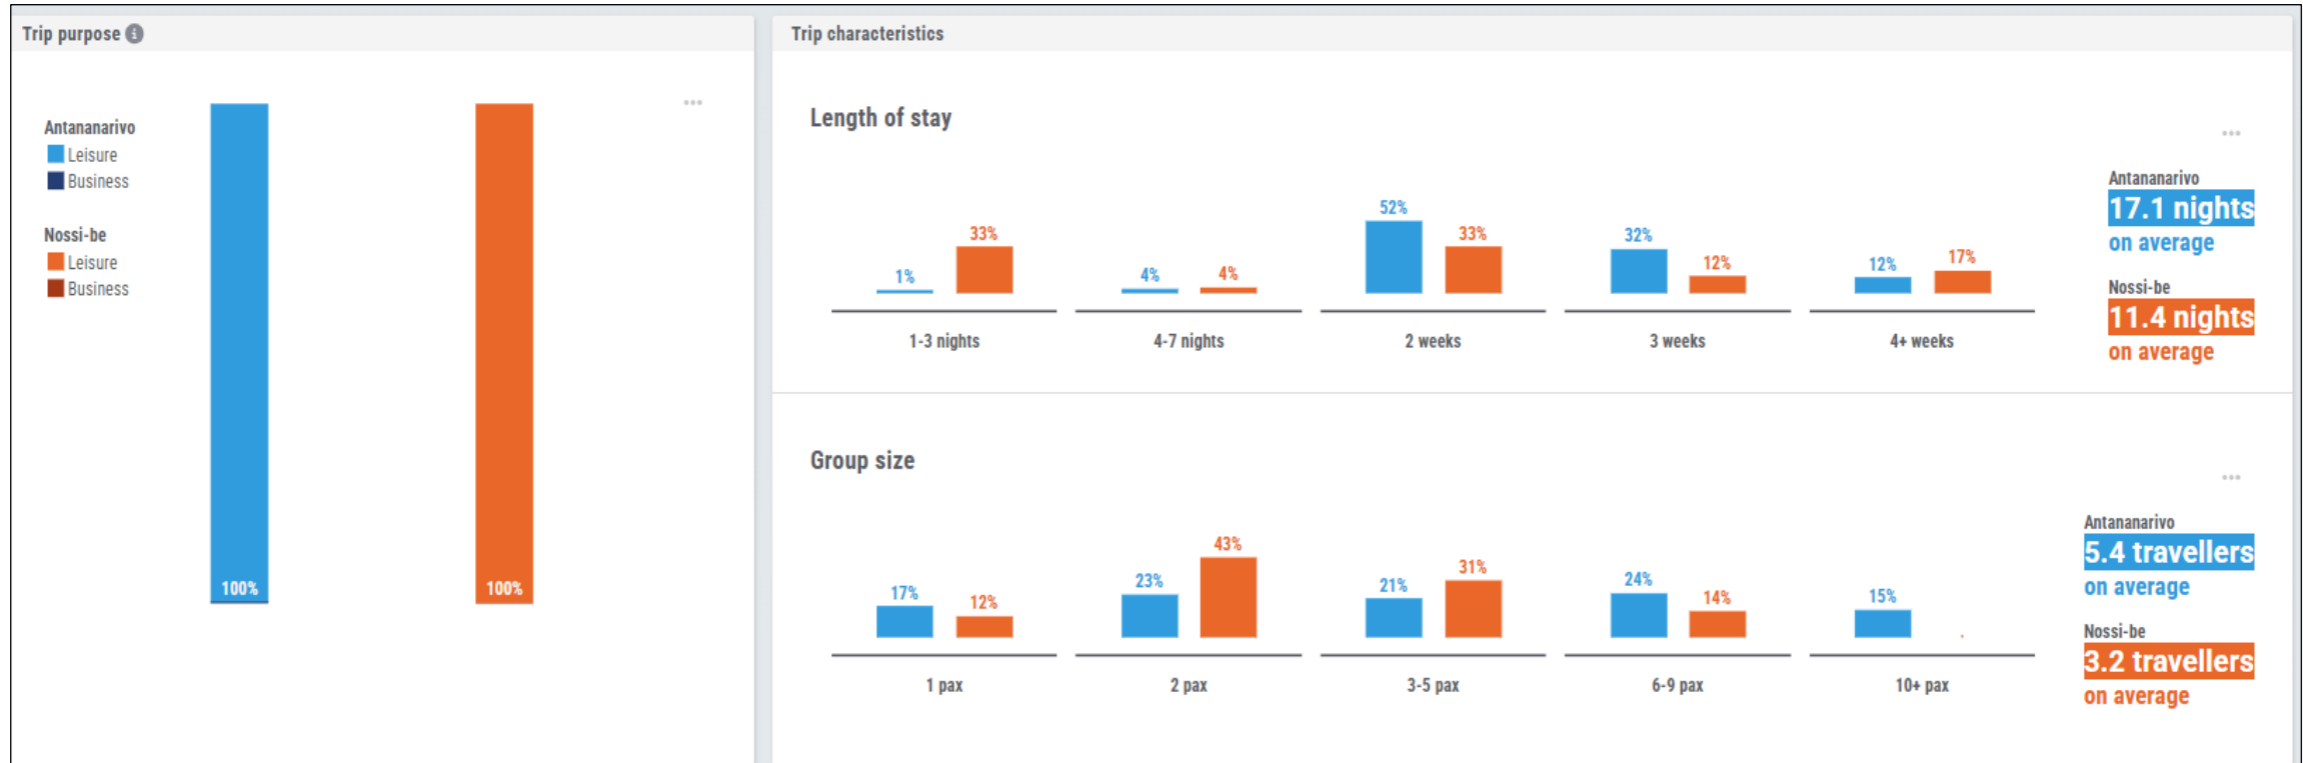 Trip purpose
Antananarivo
Leisure
Business
Nossi-be
Leisure
Business
100%
100%
Trip characteristics
Length of stay
1%
33%
4%
4%
52%
33%
32%
12%
12%
17%
1-3 nights
4-7 nights
2 weeks
3 weeks
4+ weeks
Antananarivo
17.1 nights
on average
Nossi-be
11.4 nights
on average
Group size
17%
12%
23%
43%
21%
31%
24%
14%
15%
1 pax
2 pax
3-5 pax
6-9 pax
10+ pax
Antananarivo
5.4 travellers
on average
Nossi-be
3.2 travellers
on average